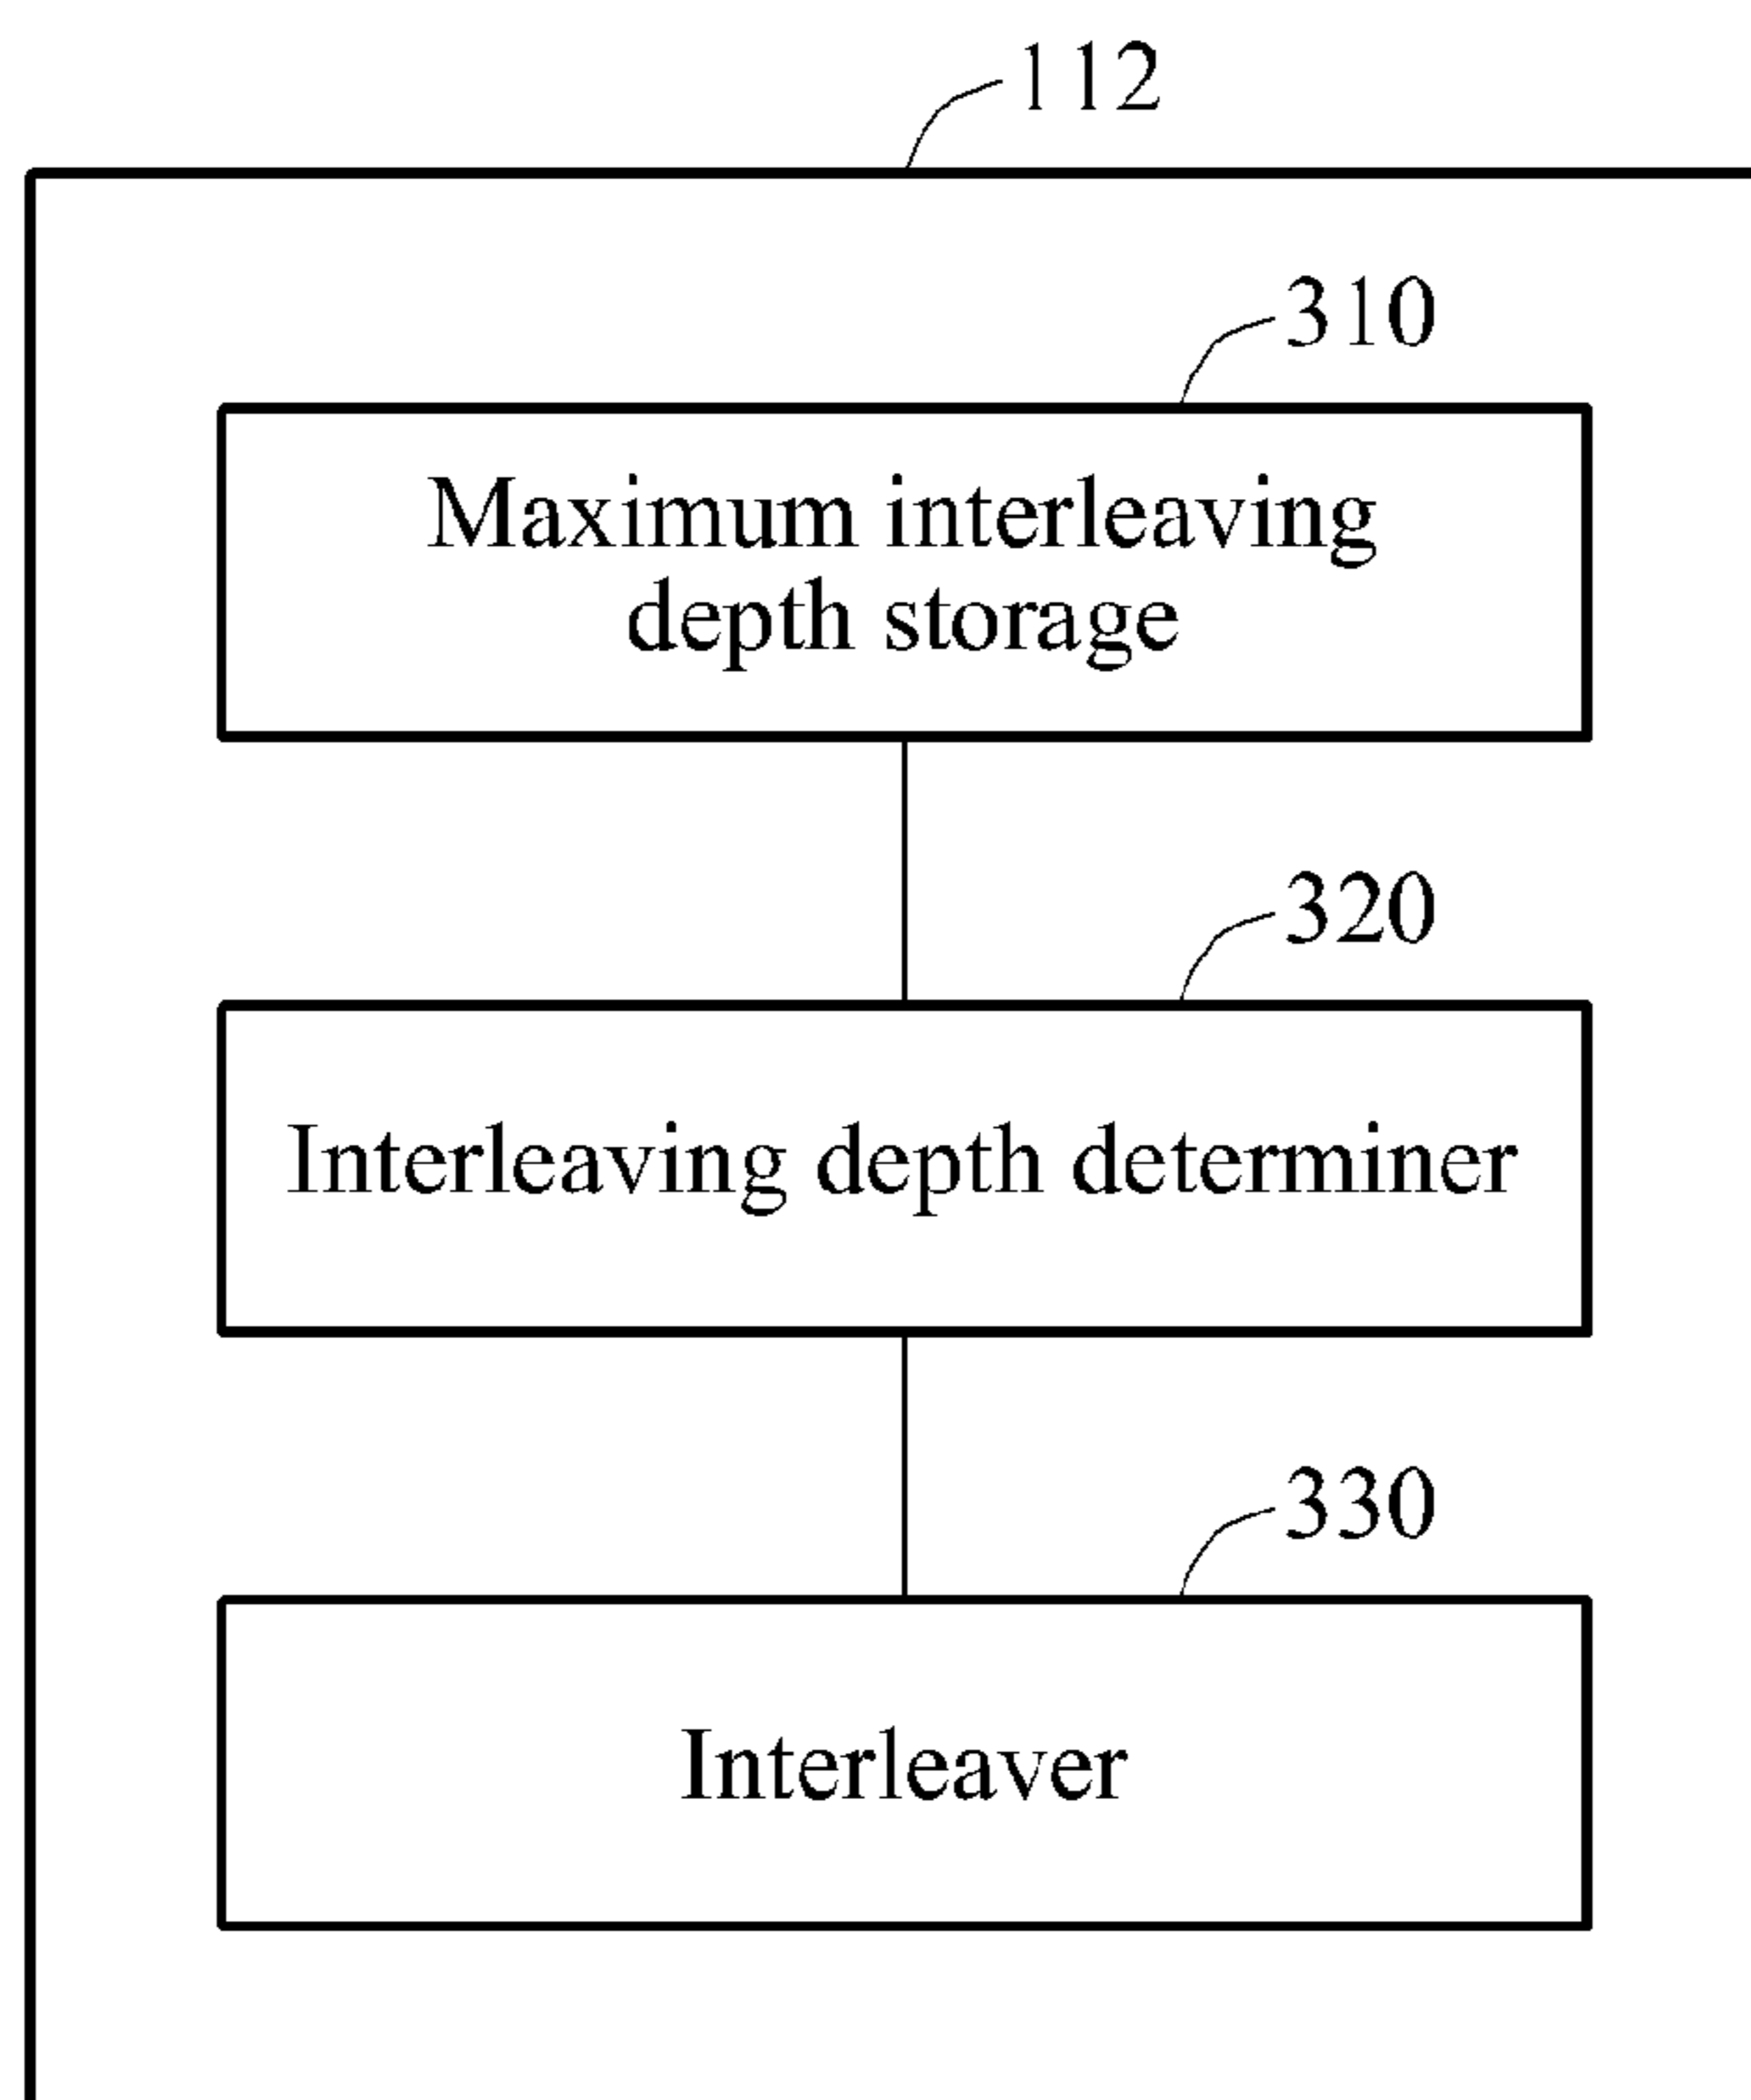 112
310
Maximum interleaving
depth storage
320
Interleaving depth determiner
330
Interleaver